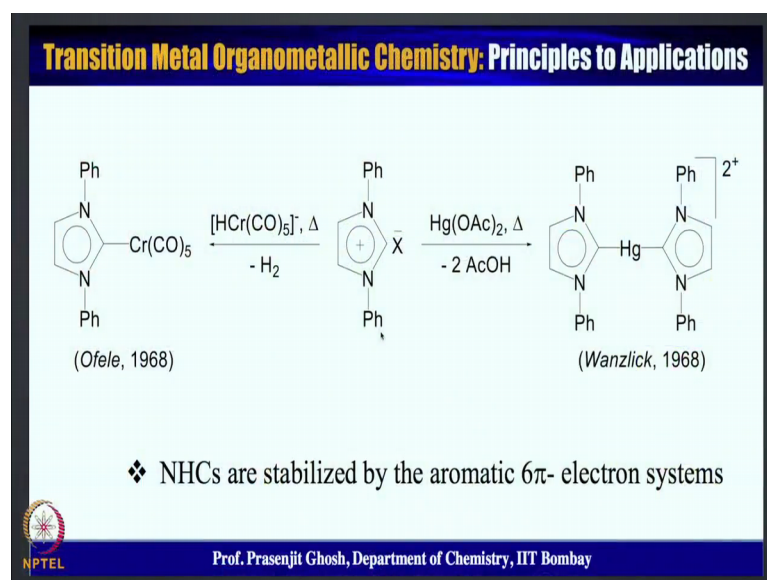 Transition Metal Organometallic Chemistry: Principles to Applications
Ph
N
N
Ph
Cr(CO)5
(Ofele, 1968)
[HCr(CO)5]-, Δ
- H2
Ph
N
+
N
Ph
X-
Hg(OAc)2, Δ
- 2 AcOH
Ph
N
N
Ph
Hg
Ph
N
N
Ph
2+
(Wanzlick, 1968)
❖ NHCs are stabilized by the aromatic 6π- electron systems
NPTEL
Prof. Prasenjit Ghosh, Department of Chemistry, IIT Bombay